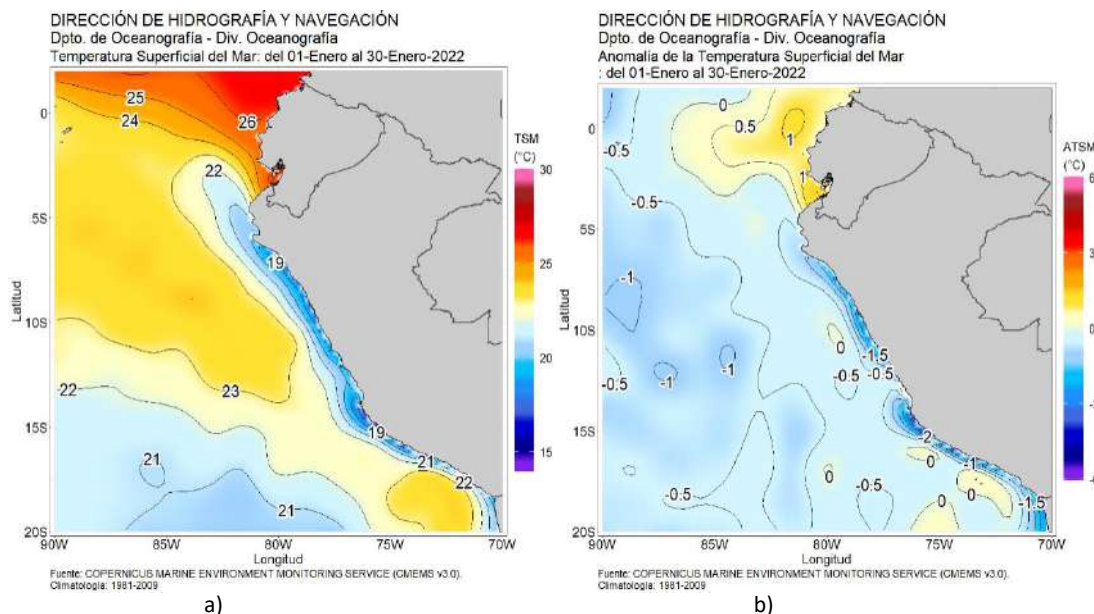 DIRECCIÓN DE HIDROGRAFÍA Y NAVEGACIÓN
Dpto. de Oceanografía - Div. Oceanografía
Temperatura Superficial del Mar: del 01-Enero al 30-Enero-2022
25
24
26
22
19
23
22
21
21
19
21
22
0
5S
10S
15S
20S
Latitud
90W 85W 80W 75W 70W
Longitud
TSM
(°C)
30
25
20
15
Fuente: COPERNICUS MARINE ENVIRONMENT MONITORING SERVICE (CMEMS v3.0).
Climatología: 1981-2009
a)
DIRECCIÓN DE HIDROGRAFÍA Y NAVEGACIÓN
Dpto. de Oceanografía - Div. Oceanografía
Anomalía de la Temperatura Superficial del Mar
: del 01-Enero al 30-Enero-2022
0
0
0.5
1
-0.5
1
-0.5
-1
0
-1.5
-1
-1
-0.5
-0.5
-0.5
-2
-1
0
0
-0.5
-0.5
0
0
-1.5
0
5S
10S
15S
20S
Latitud
90W 85W 80W 75W 70W
Longitud
ATSM
(°C)
6
3
0
Fuente: COPERNICUS MARINE ENVIRONMENT MONITORING SERVICE (CMEMS v3.0).
Climatología: 1981-2009
b)